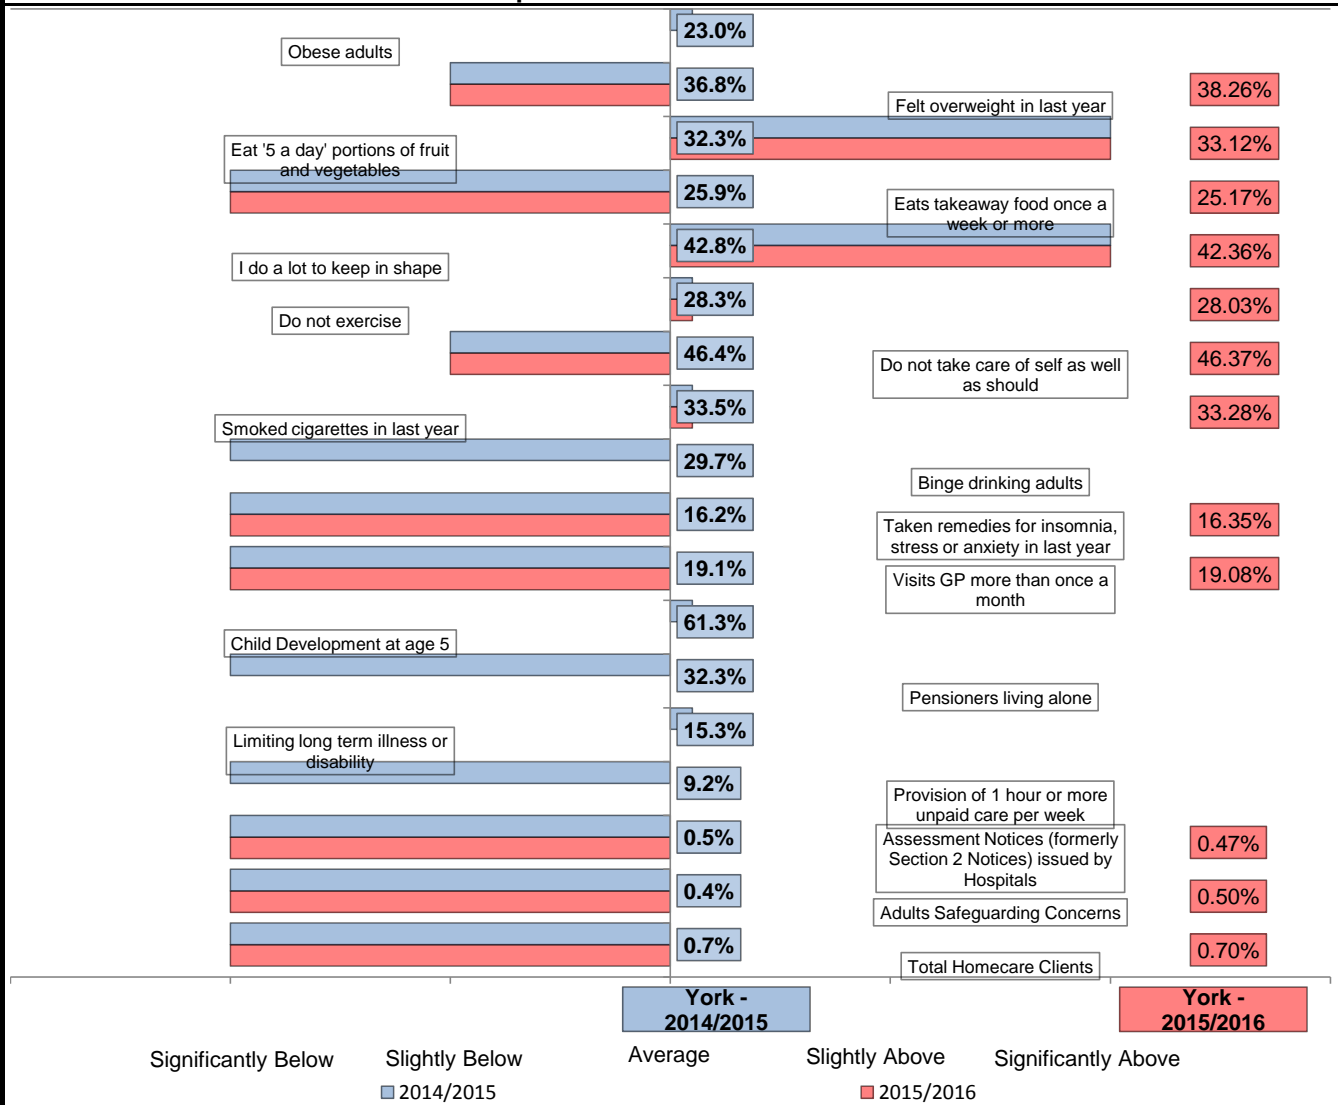 23.0%
Obese adults
36.8%
38.26%
Felt overweight in last year
32.3%
33.12%
Eat '5 a day' portions of fruit
and vegetables
25.9%
25.17%
Eats takeaway food once a
week or more
42.8%
42.36%
I do a lot to keep in shape
28.3%
28.03%
Do not exercise
46.4%
46.37%
Do not take care of self as well
as should
33.5%
33.28%
Smoked cigarettes in last year
29.7%
Binge drinking adults
16.2%
16.35%
Taken remedies for insomnia,
stress or anxiety in last year
19.1%
19.08%
Visits GP more than once a
month
61.3%
Child Development at age 5
32.3%
Pensioners living alone
15.3%
Limiting long term illness or
disability
9.2%
Provision of 1 hour or more
unpaid care per week
0.5%
0.47%
Assessment Notices (formerly
Section 2 Notices) issued by
Hospitals
0.4%
0.50%
Adults Safeguarding Concerns
0.7%
0.70%
Total Homecare Clients
York -
2014/2015
York -
2015/2016
Significantly Below Slightly Below Average Slightly Above Significantly Above
2014/2015 2015/2016